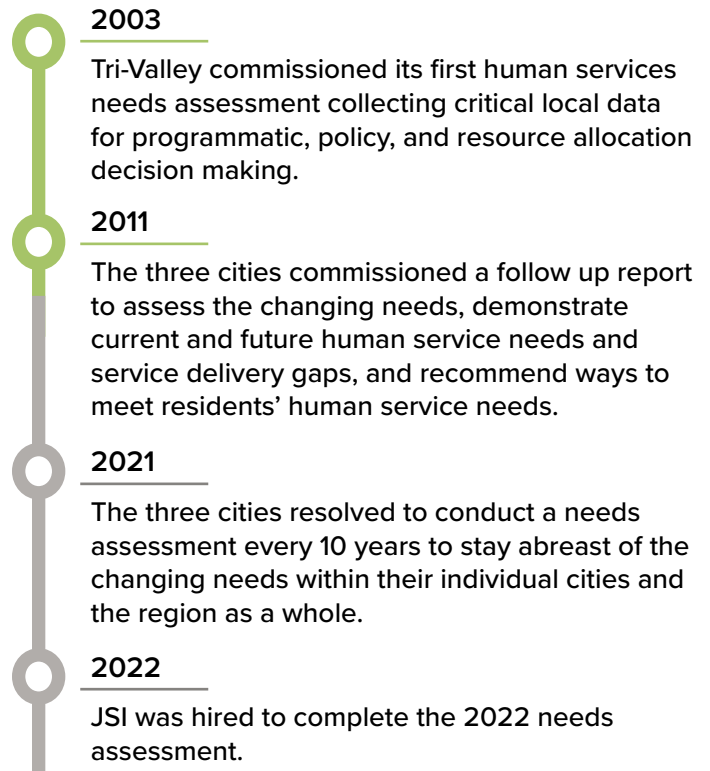 2003
Tri-Valley commissioned its first human services
needs assessment collecting critical local data
for programmatic, policy, and resource allocation
decision making.
2011
The three cities commissioned a follow up report
to assess the changing needs, demonstrate
current and future human service needs and
service delivery gaps, and recommend ways to
meet residents’ human service needs.
2021
The three cities resolved to conduct a needs
assessment every 10 years to stay abreast of the
changing needs within their individual cities and
the region as a whole.
2022
JSI was hired to complete the 2022 needs
assessment.